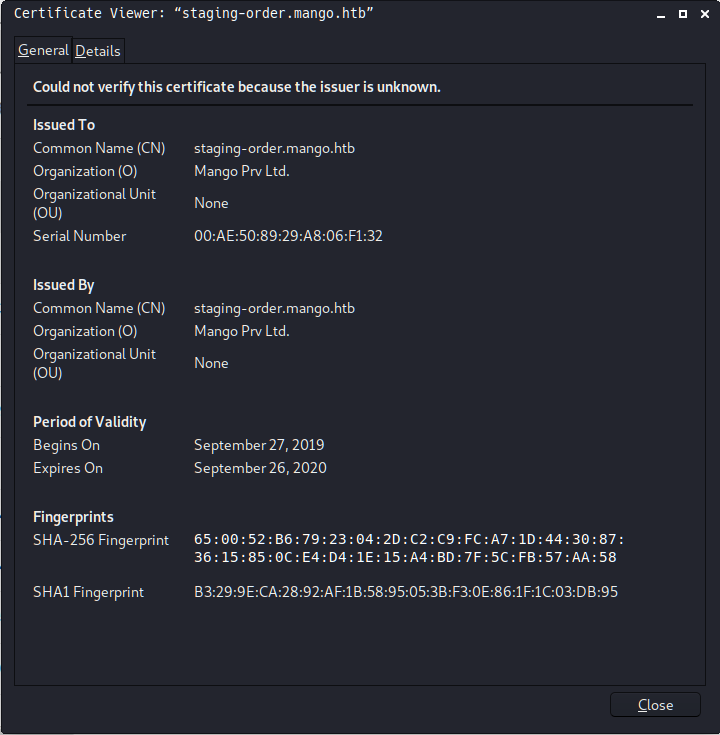 Certificate Viewer: “staging-order.mango.htb”
General Details
Could not verify this certificate because the issuer is unknown.
Issued To
Common Name (CN) staging-order.mango.htb
Organization (O) Mango Prv Ltd.
Organizational Unit
(OU) None
Serial Number 00:AE:50:89:29:A8:06:F1:32
Issued By
Common Name (CN) staging-order.mango.htb
Organization (O) Mango Prv Ltd.
Organizational Unit
(OU) None
Period of Validity
Begins On September 27, 2019
Expires On September 26, 2020
Fingerprints
SHA-256 Fingerprint 65:00:52:B6:79:23:04:2D:C2:C9:FC:A7:1D:44:30:87:
36:15:85:0C:E4:D4:1E:15:A4:BD:7F:5C:FB:57:AA:58
SHA1 Fingerprint B3:29:9E:CA:28:92:AF:1B:58:95:05:3B:F3:0E:86:1F:1C:03:DB:95
Close